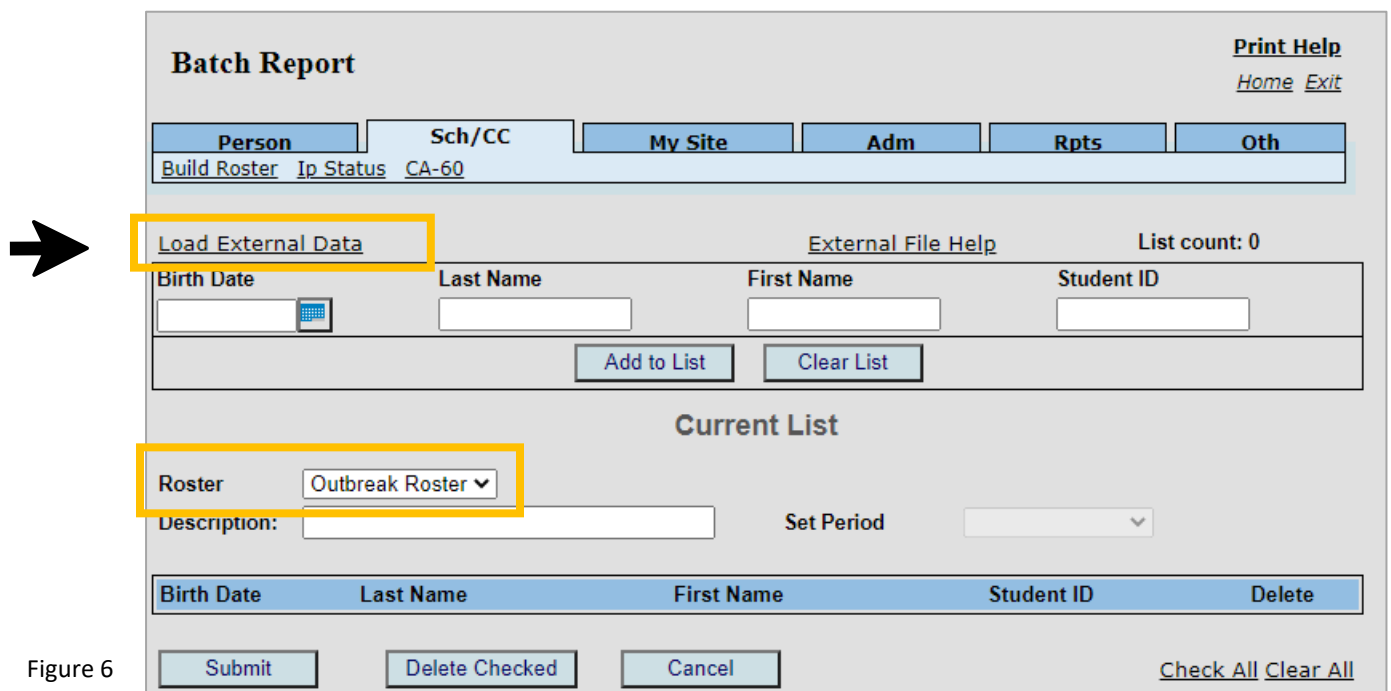 Print Help
Batch Report
Home Exit
Person Sch/CC My Site Adm Rpts Oth
Build Roster Ip Status CA-60
Load External Data External File Help List count: 0
Birth Date Last Name First Name Student ID
Add to List Clear List
Current List
Roster Outbreak Roster
Description: Set Period
Birth Date Last Name First Name Student ID Delete
Figure 6 Submit Delete Checked Cancel Check All Clear All